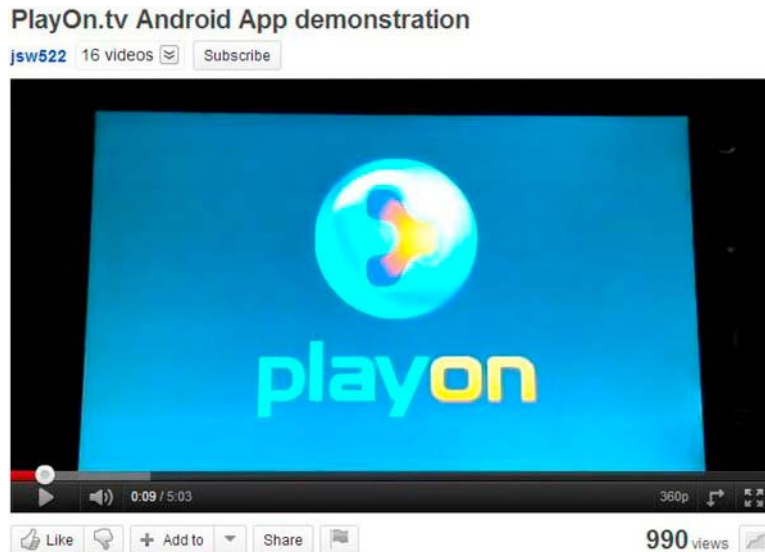 PlayOn.tv Android App demonstration
jsw522 16 videos Subscribe
playon
0:09 / 5:03 360p
Like Add to Share 990 views